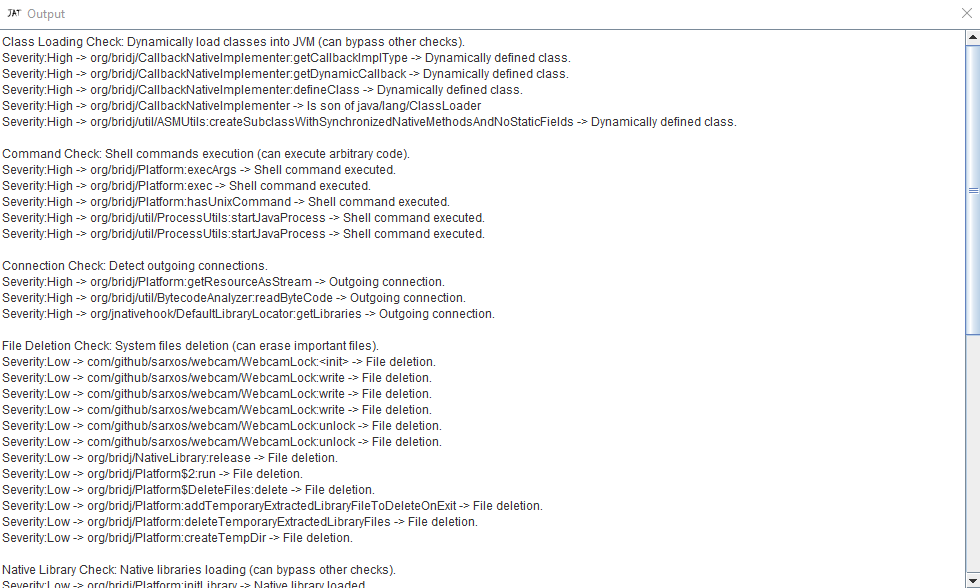 JAT Output
Class Loading Check: Dynamically load classes into JVM (can bypass other checks).
Severity:High -> org/bridj/CallbackNativeImplementer:getCallbackImplType -> Dynamically defined class.
Severity:High -> org/bridj/CallbackNativeImplementer:getDynamicCallback -> Dynamically defined class.
Severity:High -> org/bridj/CallbackNativeImplementer:defineClass -> Dynamically defined class.
Severity:High -> org/bridj/CallbackNativeImplementer -> Is son of java/lang/ClassLoader
Severity:High -> org/bridj/util/ASMUtils:createSubclassWithSynchronizedNativeMethodsAndNoStaticFields -> Dynamically defined class.
Command Check: Shell commands execution (can execute arbitrary code).
Severity:High -> org/bridj/Platform:execArgs -> Shell command executed.
Severity:High -> org/bridj/Platform:exec -> Shell command executed.
Severity:High -> org/bridj/Platform:hasUnixCommand -> Shell command executed.
Severity:High -> org/bridj/util/ProcessUtils:startJavaProcess -> Shell command executed.
Severity:High -> org/bridj/util/ProcessUtils:startJavaProcess -> Shell command executed.
Connection Check: Detect outgoing connections.
Severity:High -> org/bridj/Platform:getResourceAsStream -> Outgoing connection.
Severity:High -> org/bridj/util/BytecodeAnalyzer:readByteCode -> Outgoing connection.
Severity:High -> org/jnativehook/DefaultLibraryLocator:getLibraries -> Outgoing connection.
File Deletion Check: System files deletion (can erase important files).
Severity:Low -> com/github/sarxos/webcam/WebcamLock:<init> -> File deletion.
Severity:Low -> com/github/sarxos/webcam/WebcamLock:write -> File deletion.
Severity:Low -> com/github/sarxos/webcam/WebcamLock:write -> File deletion.
Severity:Low -> com/github/sarxos/webcam/WebcamLock:write -> File deletion.
Severity:Low -> com/github/sarxos/webcam/WebcamLock:unlock -> File deletion.
Severity:Low -> com/github/sarxos/webcam/WebcamLock:unlock -> File deletion.
Severity:Low -> org/bridj/NativeLibrary:release -> File deletion.
Severity:Low -> org/bridj/Platform$2:run -> File deletion.
Severity:Low -> org/bridj/Platform$DeleteFiles:delete -> File deletion.
Severity:Low -> org/bridj/Platform:addTemporaryExtractedLibraryFileToDeleteOnExit -> File deletion.
Severity:Low -> org/bridj/Platform:deleteTemporaryExtractedLibraryFiles -> File deletion.
Severity:Low -> org/bridj/Platform:createTempDir -> File deletion.
Native Library Check: Native libraries loading (can bypass other checks).
Severity:Low -> org/bridj/Platform:initLibrary -> Native library loaded.